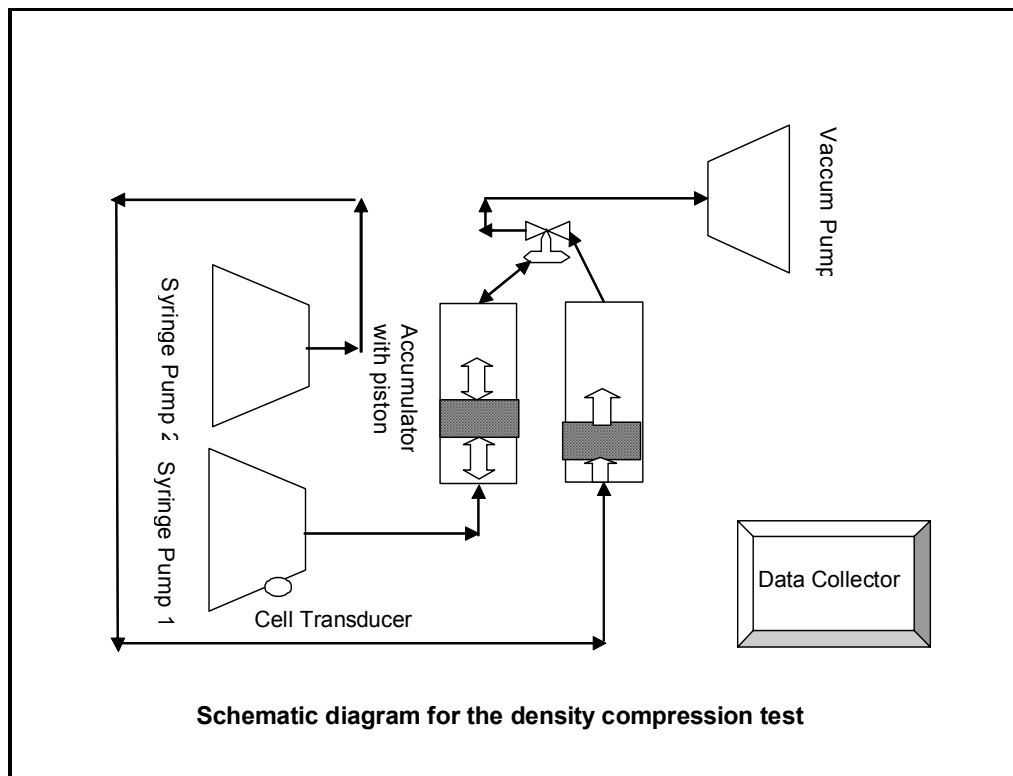 Vaccum Pump
Syringe Pump 2
Accumulator
with piston
Syringe Pump 1
Cell Transducer
Data Collector
Schematic diagram for the density compression test